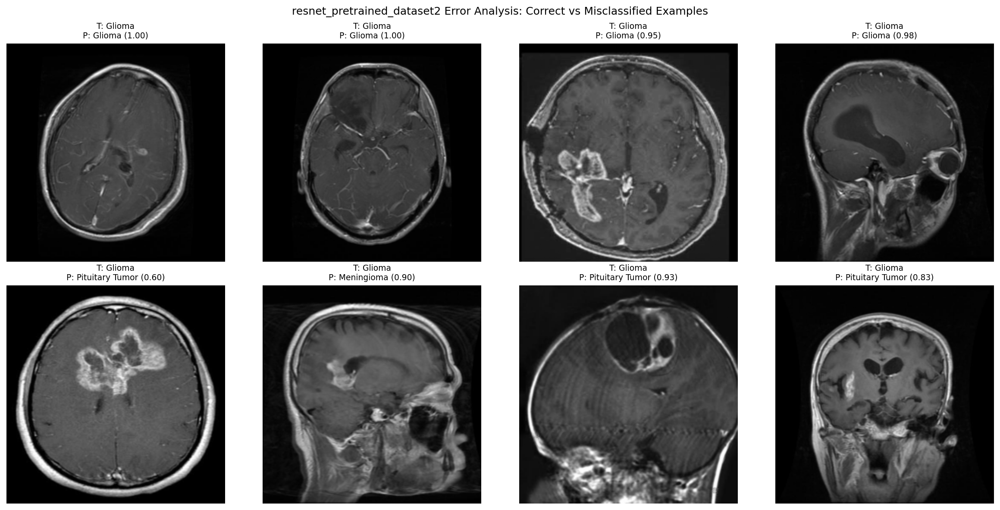 resnet_pretrained_dataset2 Error Analysis: Correct vs Misclassified Examples
T: Glioma
P: Glioma (1.00)
T: Glioma
P: Glioma (1.00)
T: Glioma
P: Glioma (0.95)
T: Glioma
P: Glioma (0.98)
T: Glioma
P: Pituitary Tumor (0.60)
T: Glioma
P: Meningioma (0.90)
T: Glioma
P: Pituitary Tumor (0.93)
T: Glioma
P: Pituitary Tumor (0.83)